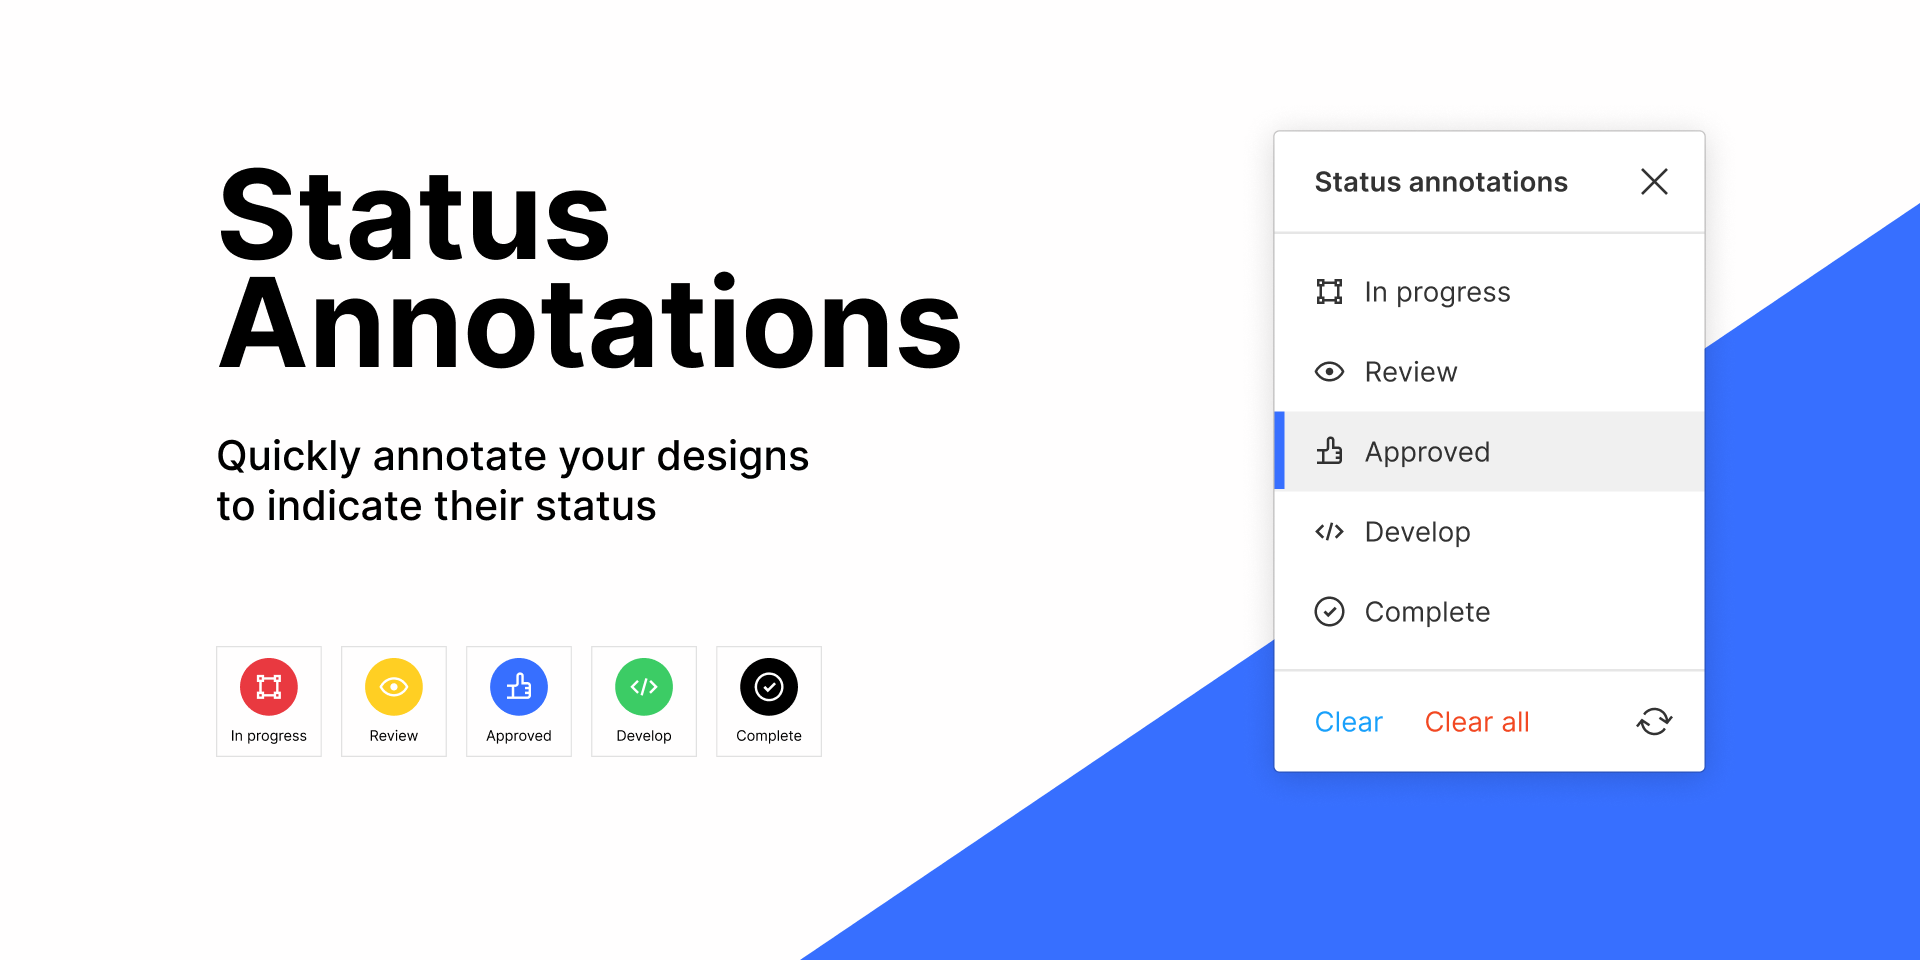 Status
Annotations
Quickly annotate your designs
to indicate their status
In progress
Review
Approved
Develop
Complete
Status annotations
In progress
Review
Approved
Develop
Complete
Clear
Clear all